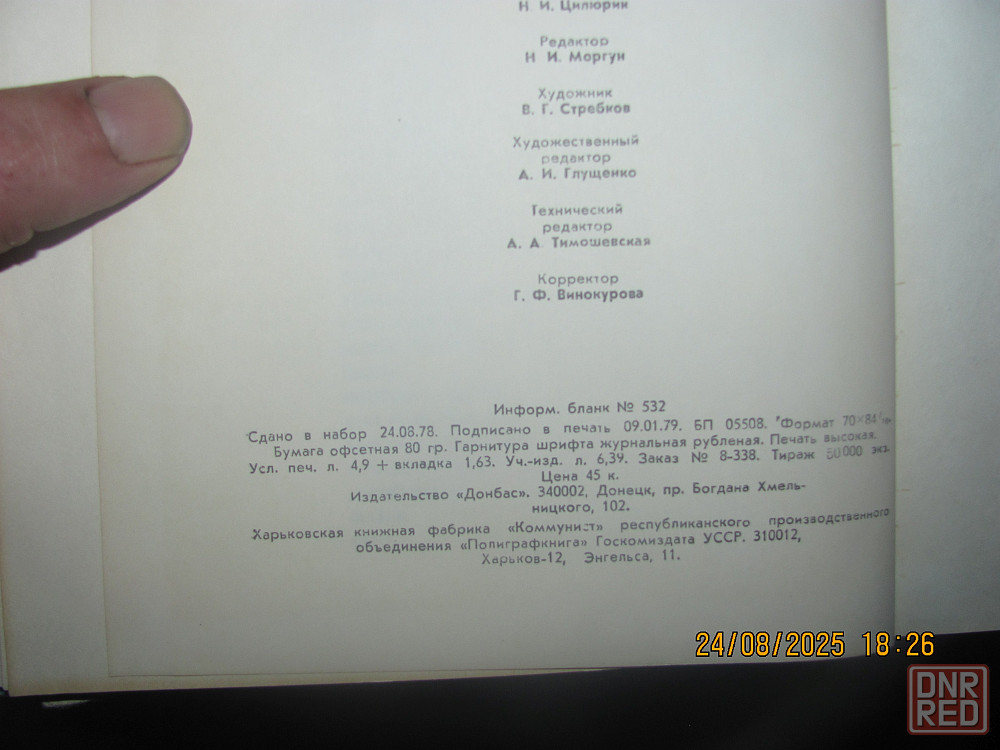 Н. И. Цилюрик
Редактор
Н. И. Моргун
Художник
В. Г. Стребков
Художественный
редактор
А. И. Глущенко
Технический
редактор
А. А. Тимошевская
Корректор
Г. Ф. Винокурова
Информ. бланк № 532
Сдано в набор 24.08.78. Подписано в печать 09.01.79. БП 05508. Формат 70×84
Бумага офсетная 80 гр. Гарнитура шрифта журнальная рубленая. Печать высокая.
Усл. печ. л. 4,9 + вкладка 1,63. Уч.-изд. л. 6,39. Заказ № 8-338. Тираж 50 000 экз.
Цена 45 к.
Издательство «Донбас». 340002, Донецк, пр. Богдана Хмель-
ницкого, 102.
Харьковская книжная фабрика «Коммунист» республиканского производственного
объединения «Полиграфкнига» Госкомиздата УССР. 310012,
Харьков-12, Энгельса, 11.
24/08/2025 18:26
DNR
RED